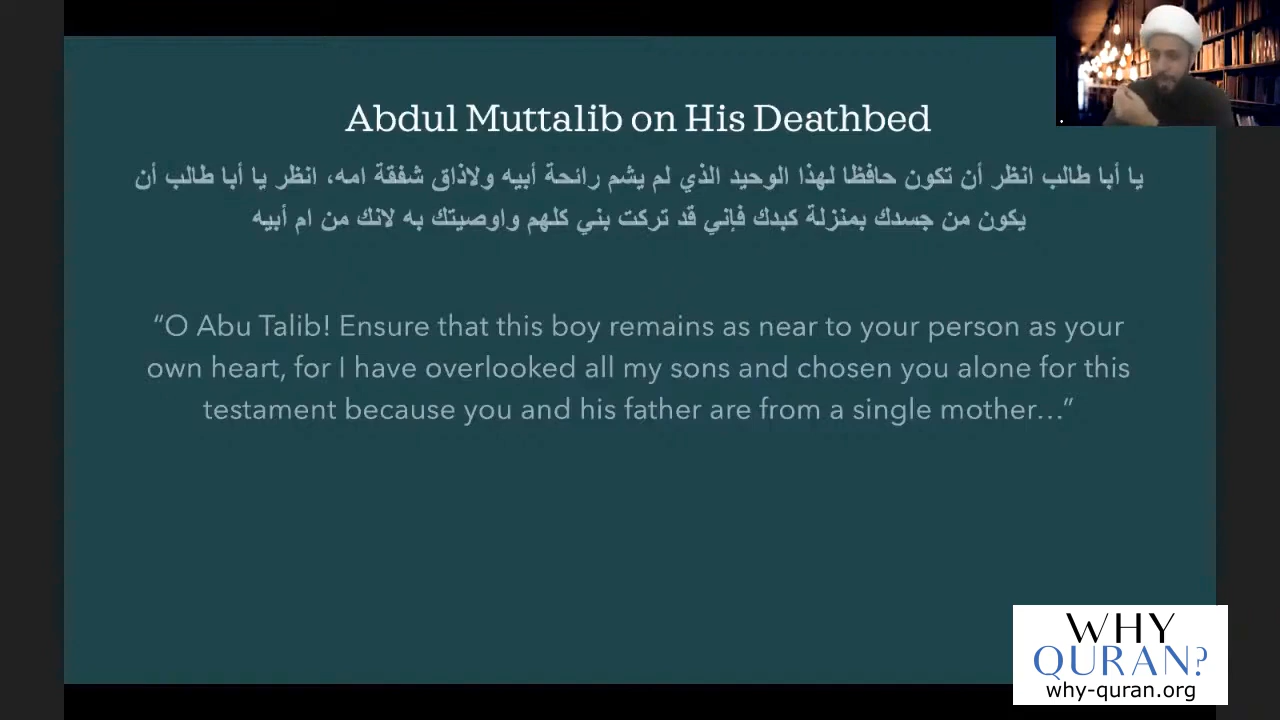 Abdul Muttalib on His Deathbed
يا أبا طالب انظر أن تكون حافظا لهذا الوحيد الذي لم يشم رائحة أبيه ولاذاق شفقة امه، انظر يا أبا طالب أن
يكون من جسدك بمنزلة كبدك فإني قد تركت بني كلهم واوصيتك به لانك من ام أبيه
“O Abu Talib! Ensure that this boy remains as near to your person as your
own heart, for I have overlooked all my sons and chosen you alone for this
testament because you and his father are from a single mother…”
WHY
QURAN?
why-quran.org